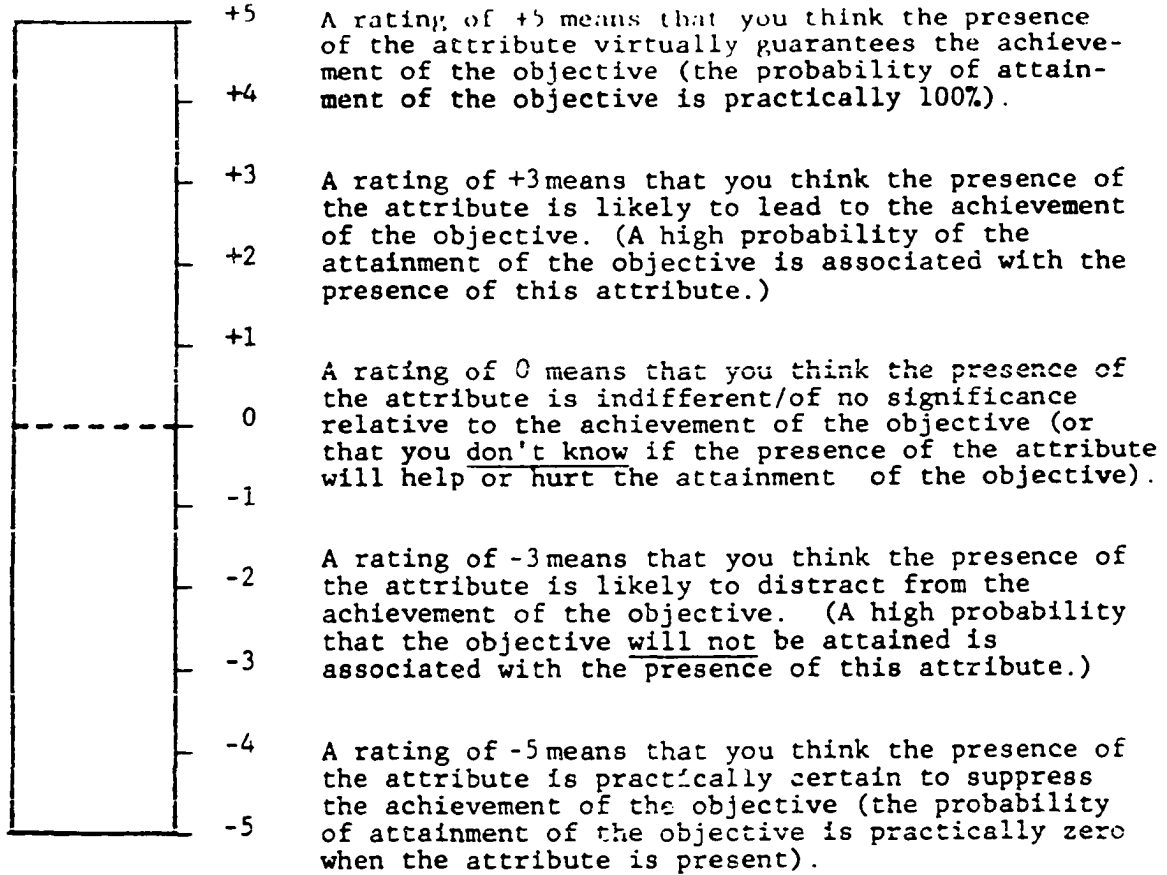 +5 A rating of +5 means that you think the presence
of the attribute virtually guarantees the achieve-
ment of the objective (the probability of attain-
+4 ment of the objective is practically 100%).
+3 A rating of +3 means that you think the presence of
the attribute is likely to lead to the achievement
of the objective. (A high probability of the
+2 attainment of the objective is associated with the
presence of this attribute.)
+1
A rating of 0 means that you think the presence of
the attribute is indifferent/of no significance
0 relative to the achievement of the objective (or
that you don't know if the presence of the attribute
will help or hurt the attainment of the objective).
-1
A rating of -3 means that you think the presence of
-2 the attribute is likely to distract from the
achievement of the objective. (A high probability
that the objective will not be attained is
-3 associated with the presence of this attribute.)
-4 A rating of -5 means that you think the presence of
the attribute is practically certain to suppress
the achievement of the objective (the probability
-5 of attainment of the objective is practically zero
when the attribute is present).